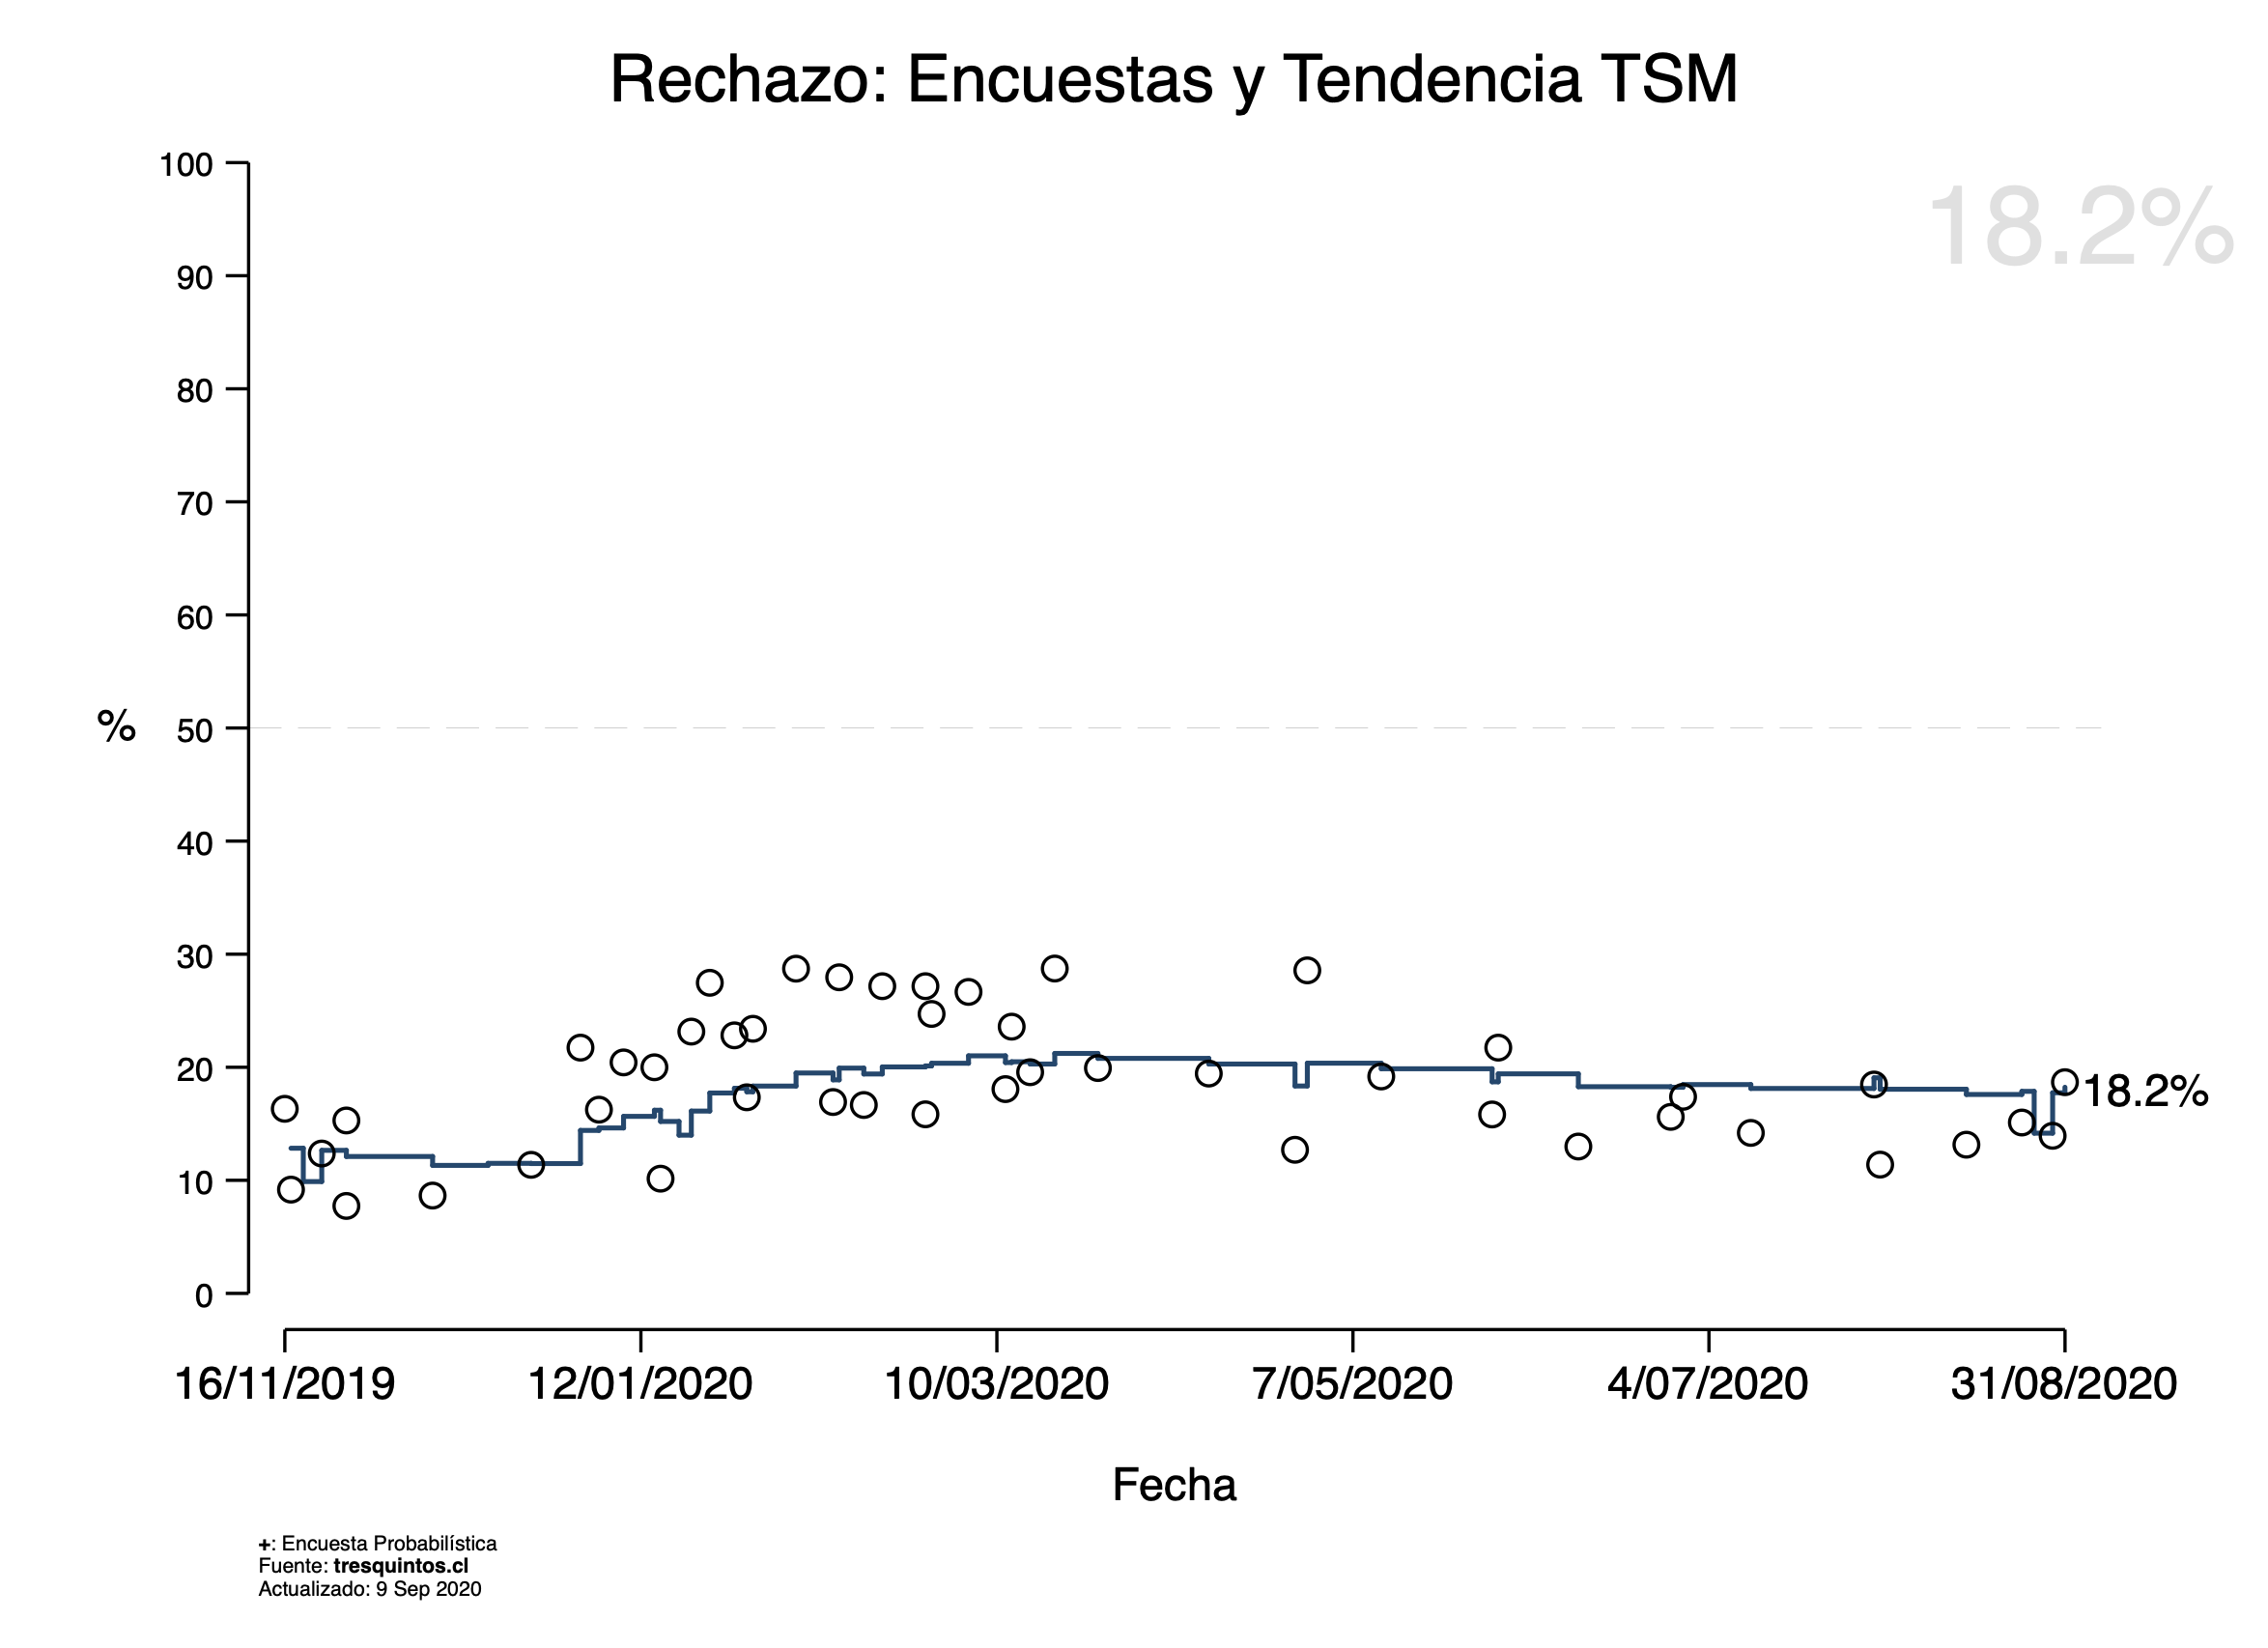 Rechazo: Encuestas y Tendencia TSM
18.2%
100
90
80
70
60
% 50
40
30
20
18.2%
10
0
16/11/2019 12/01/2020 10/03/2020 7/05/2020 4/07/2020 31/08/2020
Fecha
+: Encuesta Probabilística
Fuente: tresquintos.cl
Actualizado: 9 Sep 2020